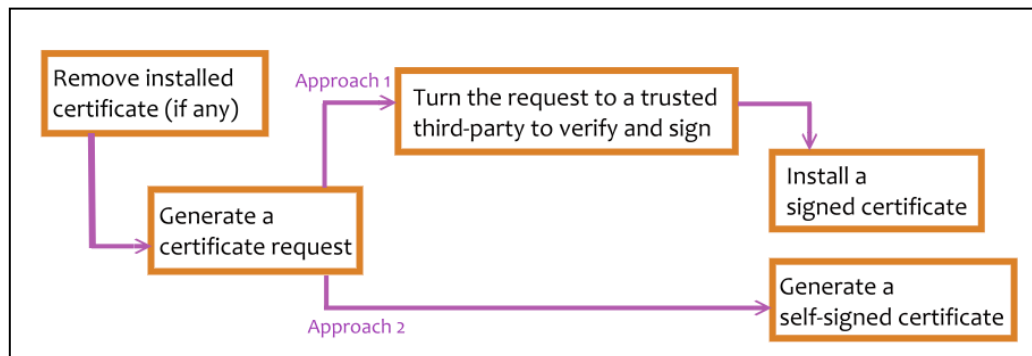 Remove installed
certificate (if any)
Approach 1
Turn the request to a trusted
third-party to verify and sign
Install a
signed certificate
Generate a
certificate request
Approach 2
Generate a
self-signed certificate